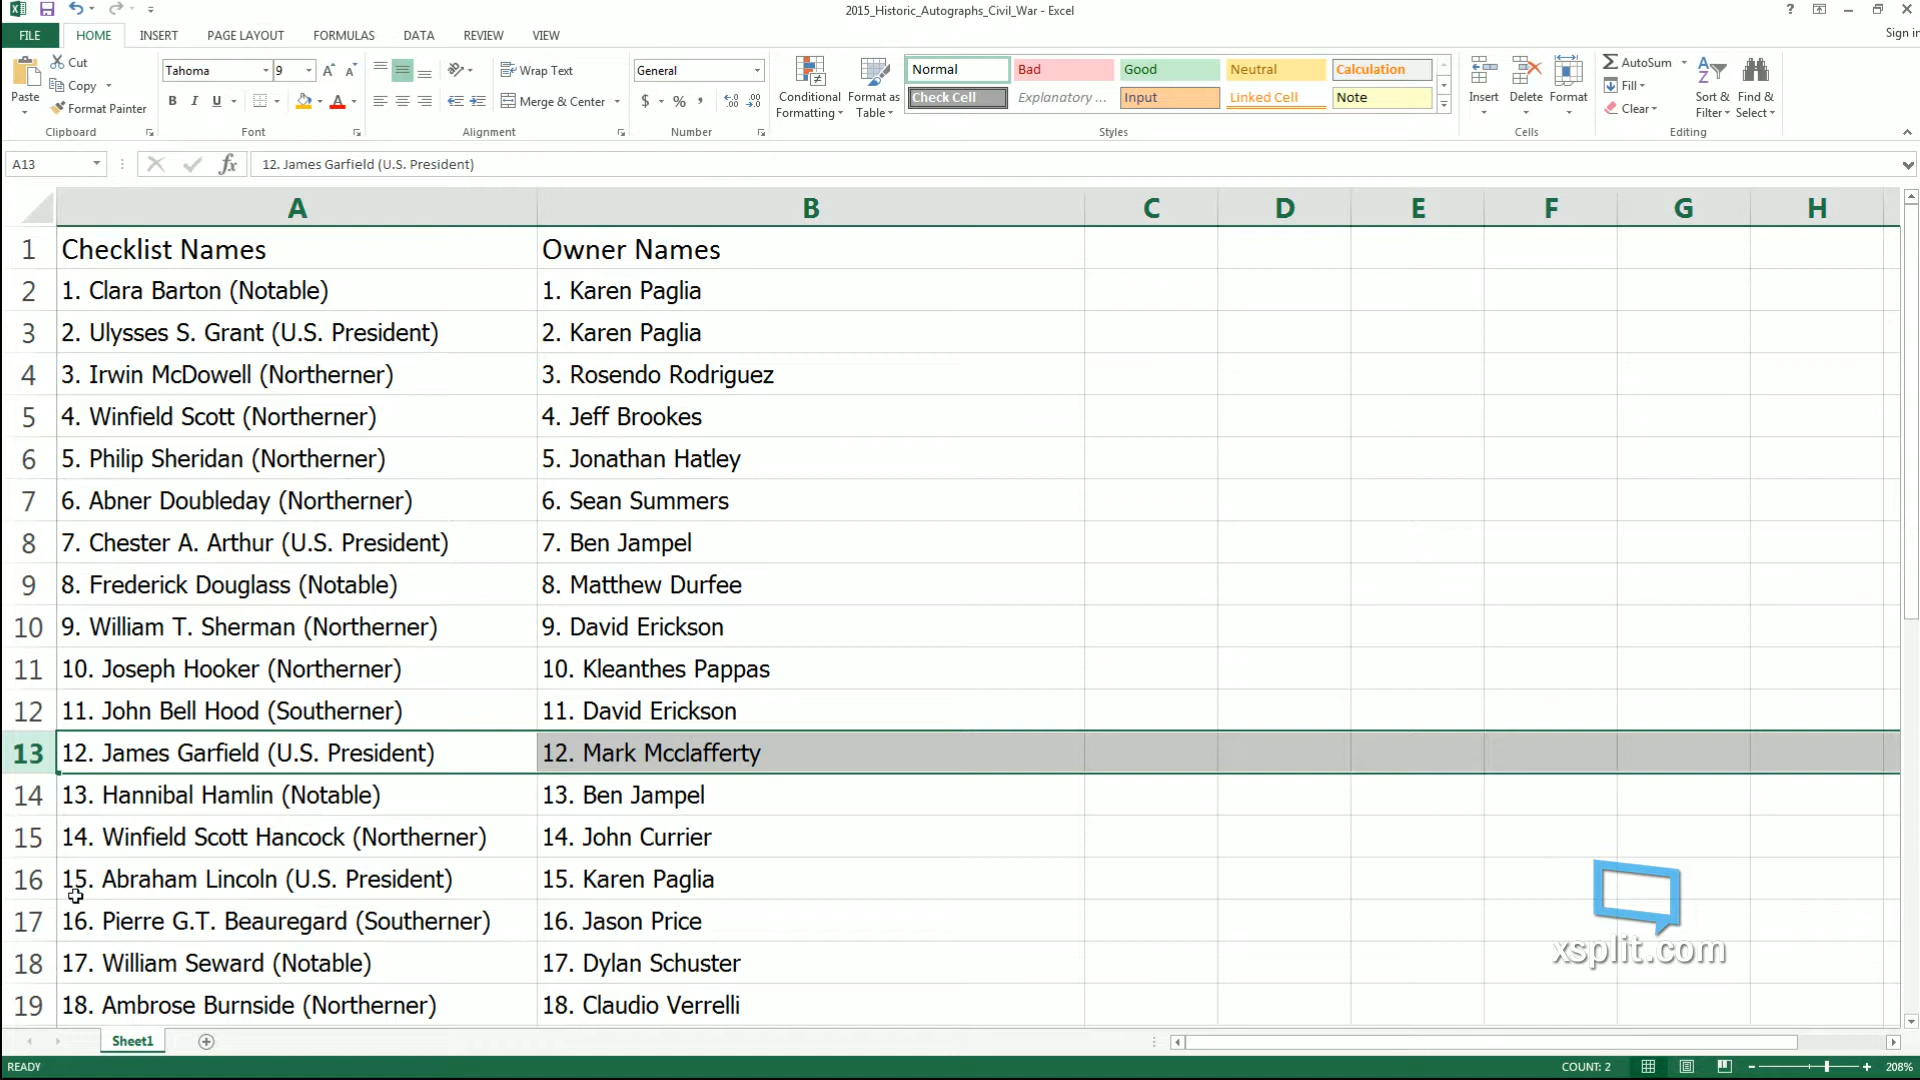 2015_Historic_Autographs_Civil_War - Excel
?
FILE HOME INSERT PAGE LAYOUT FORMULAS DATA REVIEW VIEW Sign in
Paste Cut Copy Format Painter
Clipboard
Tahoma 9
B I U
Font
Wrap Text
Merge & Center
Alignment
General
$ % ,
Number
Conditional Formatting
Format as Table
Normal Bad Good Neutral Calculation
Check Cell Explanatory ... Input Linked Cell Note
Styles
Insert Delete Format
Cells
AutoSum
Fill
Clear
Sort & Filter
Find & Select
Editing
A13 fx 12. James Garfield (U.S. President)
A B C D E F G H
1 Checklist Names Owner Names
2 1. Clara Barton (Notable) 1. Karen Paglia
3 2. Ulysses S. Grant (U.S. President) 2. Karen Paglia
4 3. Irwin McDowell (Northerner) 3. Rosendo Rodriguez
5 4. Winfield Scott (Northerner) 4. Jeff Brookes
6 5. Philip Sheridan (Northerner) 5. Jonathan Hatley
7 6. Abner Doubleday (Northerner) 6. Sean Summers
8 7. Chester A. Arthur (U.S. President) 7. Ben Jampel
9 8. Frederick Douglass (Notable) 8. Matthew Durfee
10 9. William T. Sherman (Northerner) 9. David Erickson
11 10. Joseph Hooker (Northerner) 10. Kleanthes Pappas
12 11. John Bell Hood (Southerner) 11. David Erickson
13 12. James Garfield (U.S. President) 12. Mark Mcclafferty
14 13. Hannibal Hamlin (Notable) 13. Ben Jampel
15 14. Winfield Scott Hancock (Northerner) 14. John Currier
16 15. Abraham Lincoln (U.S. President) 15. Karen Paglia
17 16. Pierre G.T. Beauregard (Southerner) 16. Jason Price
18 17. William Seward (Notable) 17. Dylan Schuster
19 18. Ambrose Burnside (Northerner) 18. Claudio Verrelli
xsplit.com
Sheet1
READY COUNT: 2 208%